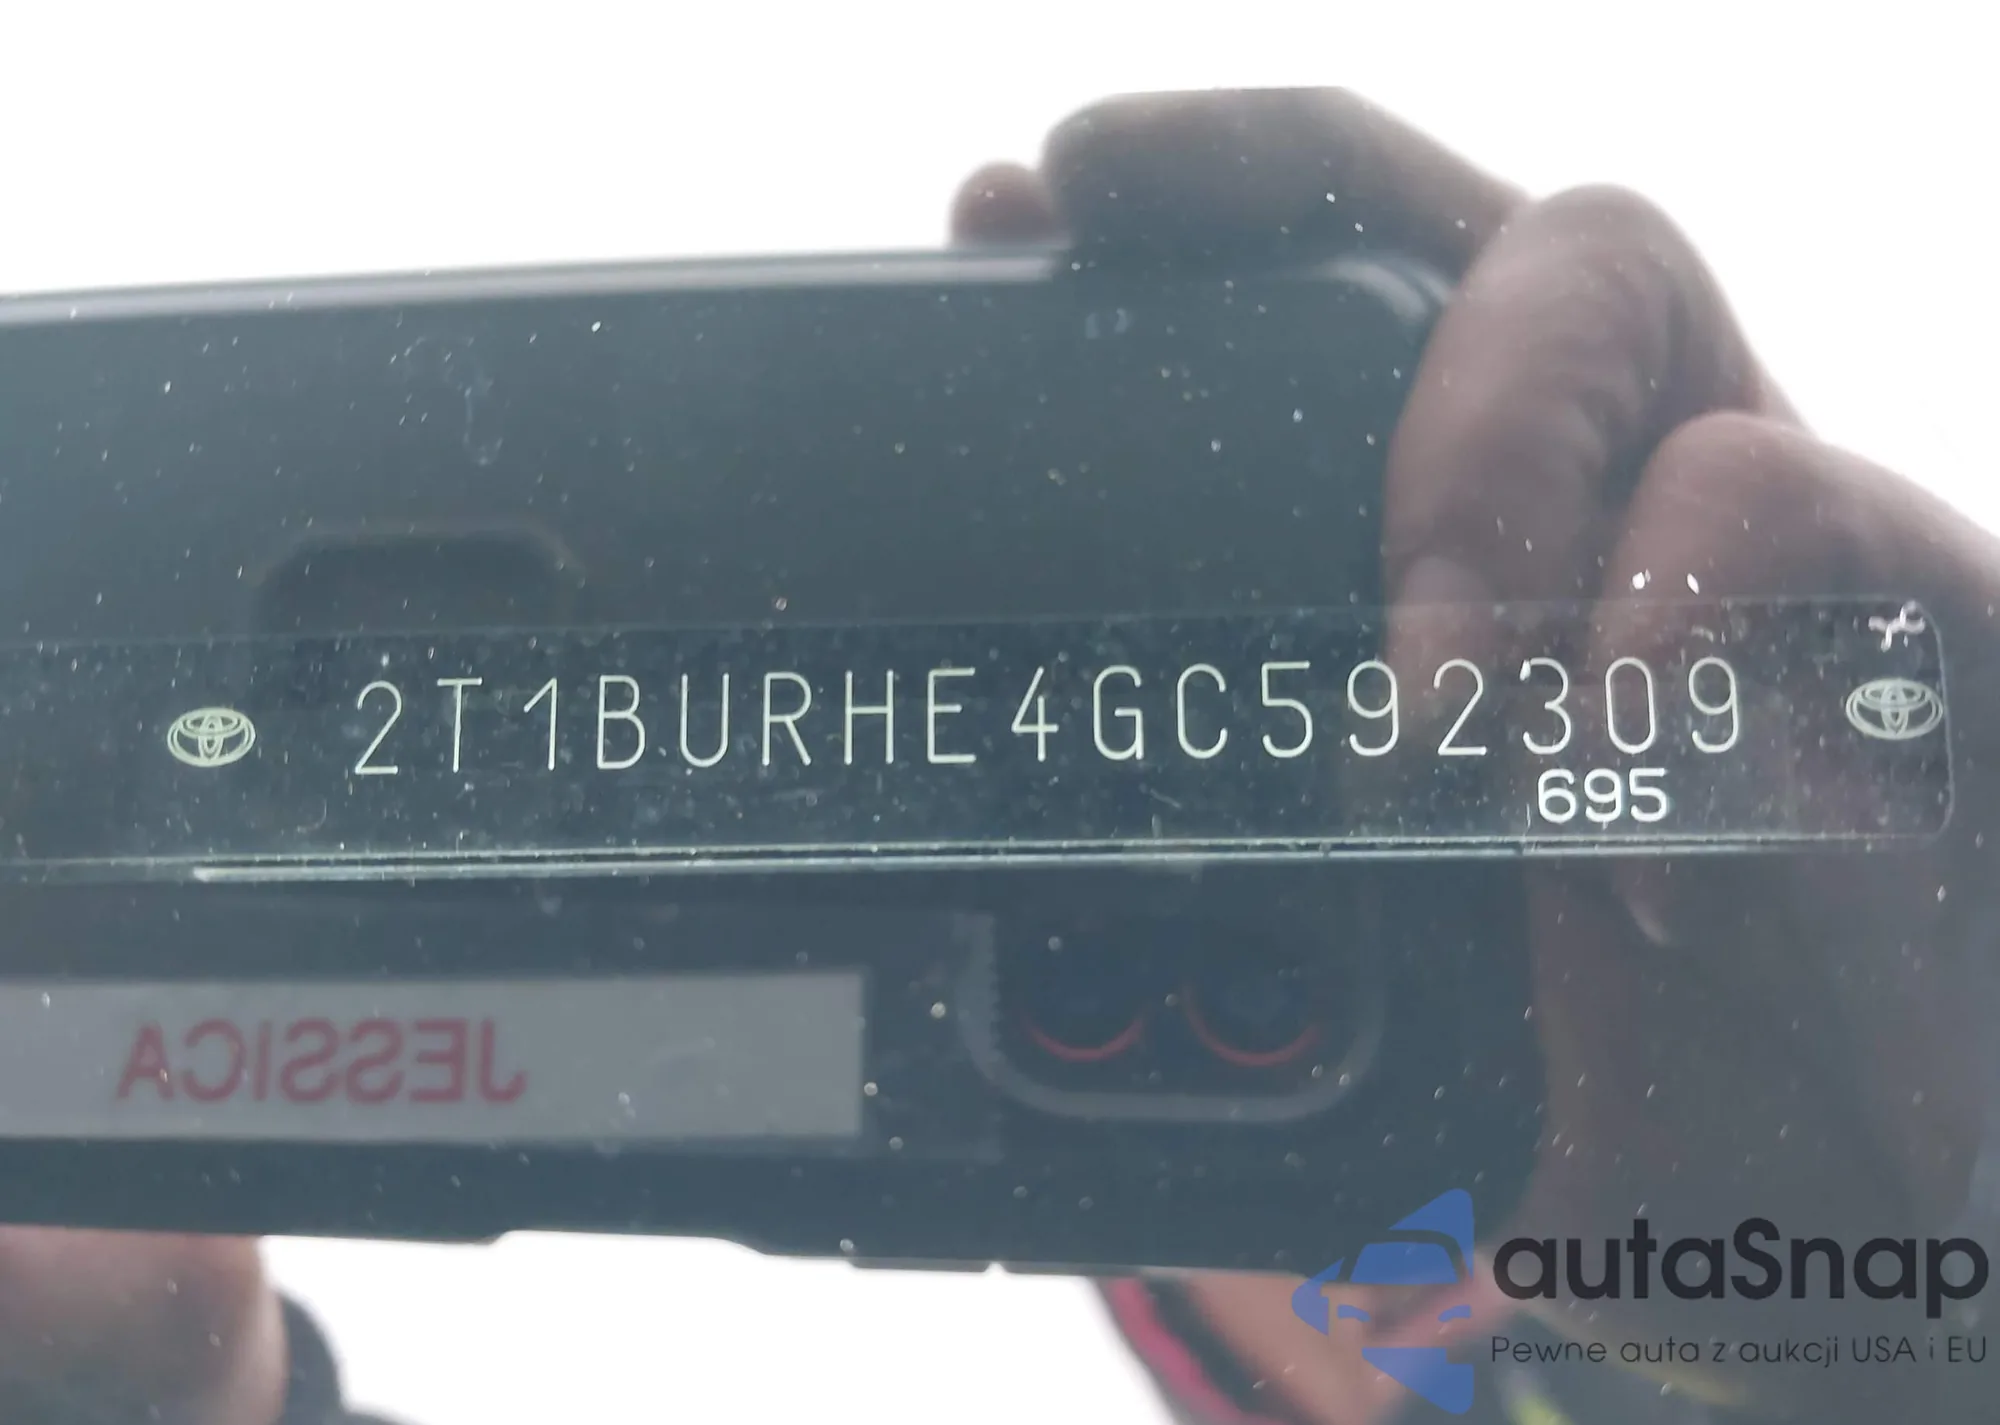 2T1BURHE4GC592309
695
JESSICA
autaSnap
Pewne auta z aukcji USA i EU